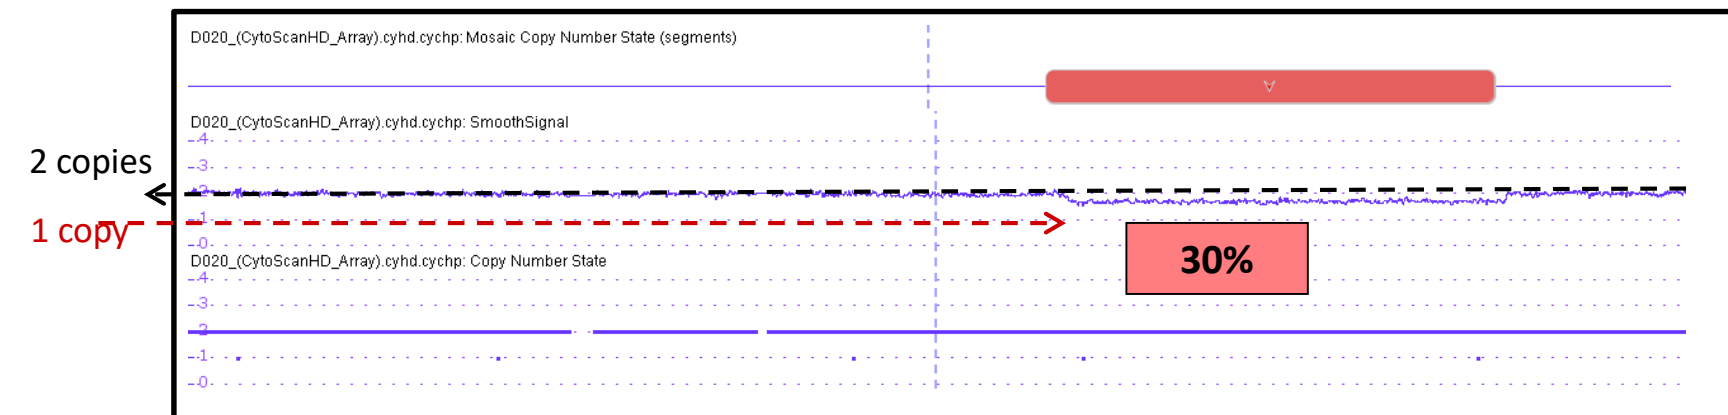 D020_(CytoScanHD_Array).cyhd.cychp: Mosaic Copy Number State (segments)
D020_(CytoScanHD_Array).cyhd.cychp: SmoothSignal
4
3
2 copies
2
1
1 copy
0
30%
D020_(CytoScanHD_Array).cyhd.cychp: Copy Number State
4
3
2
1
0